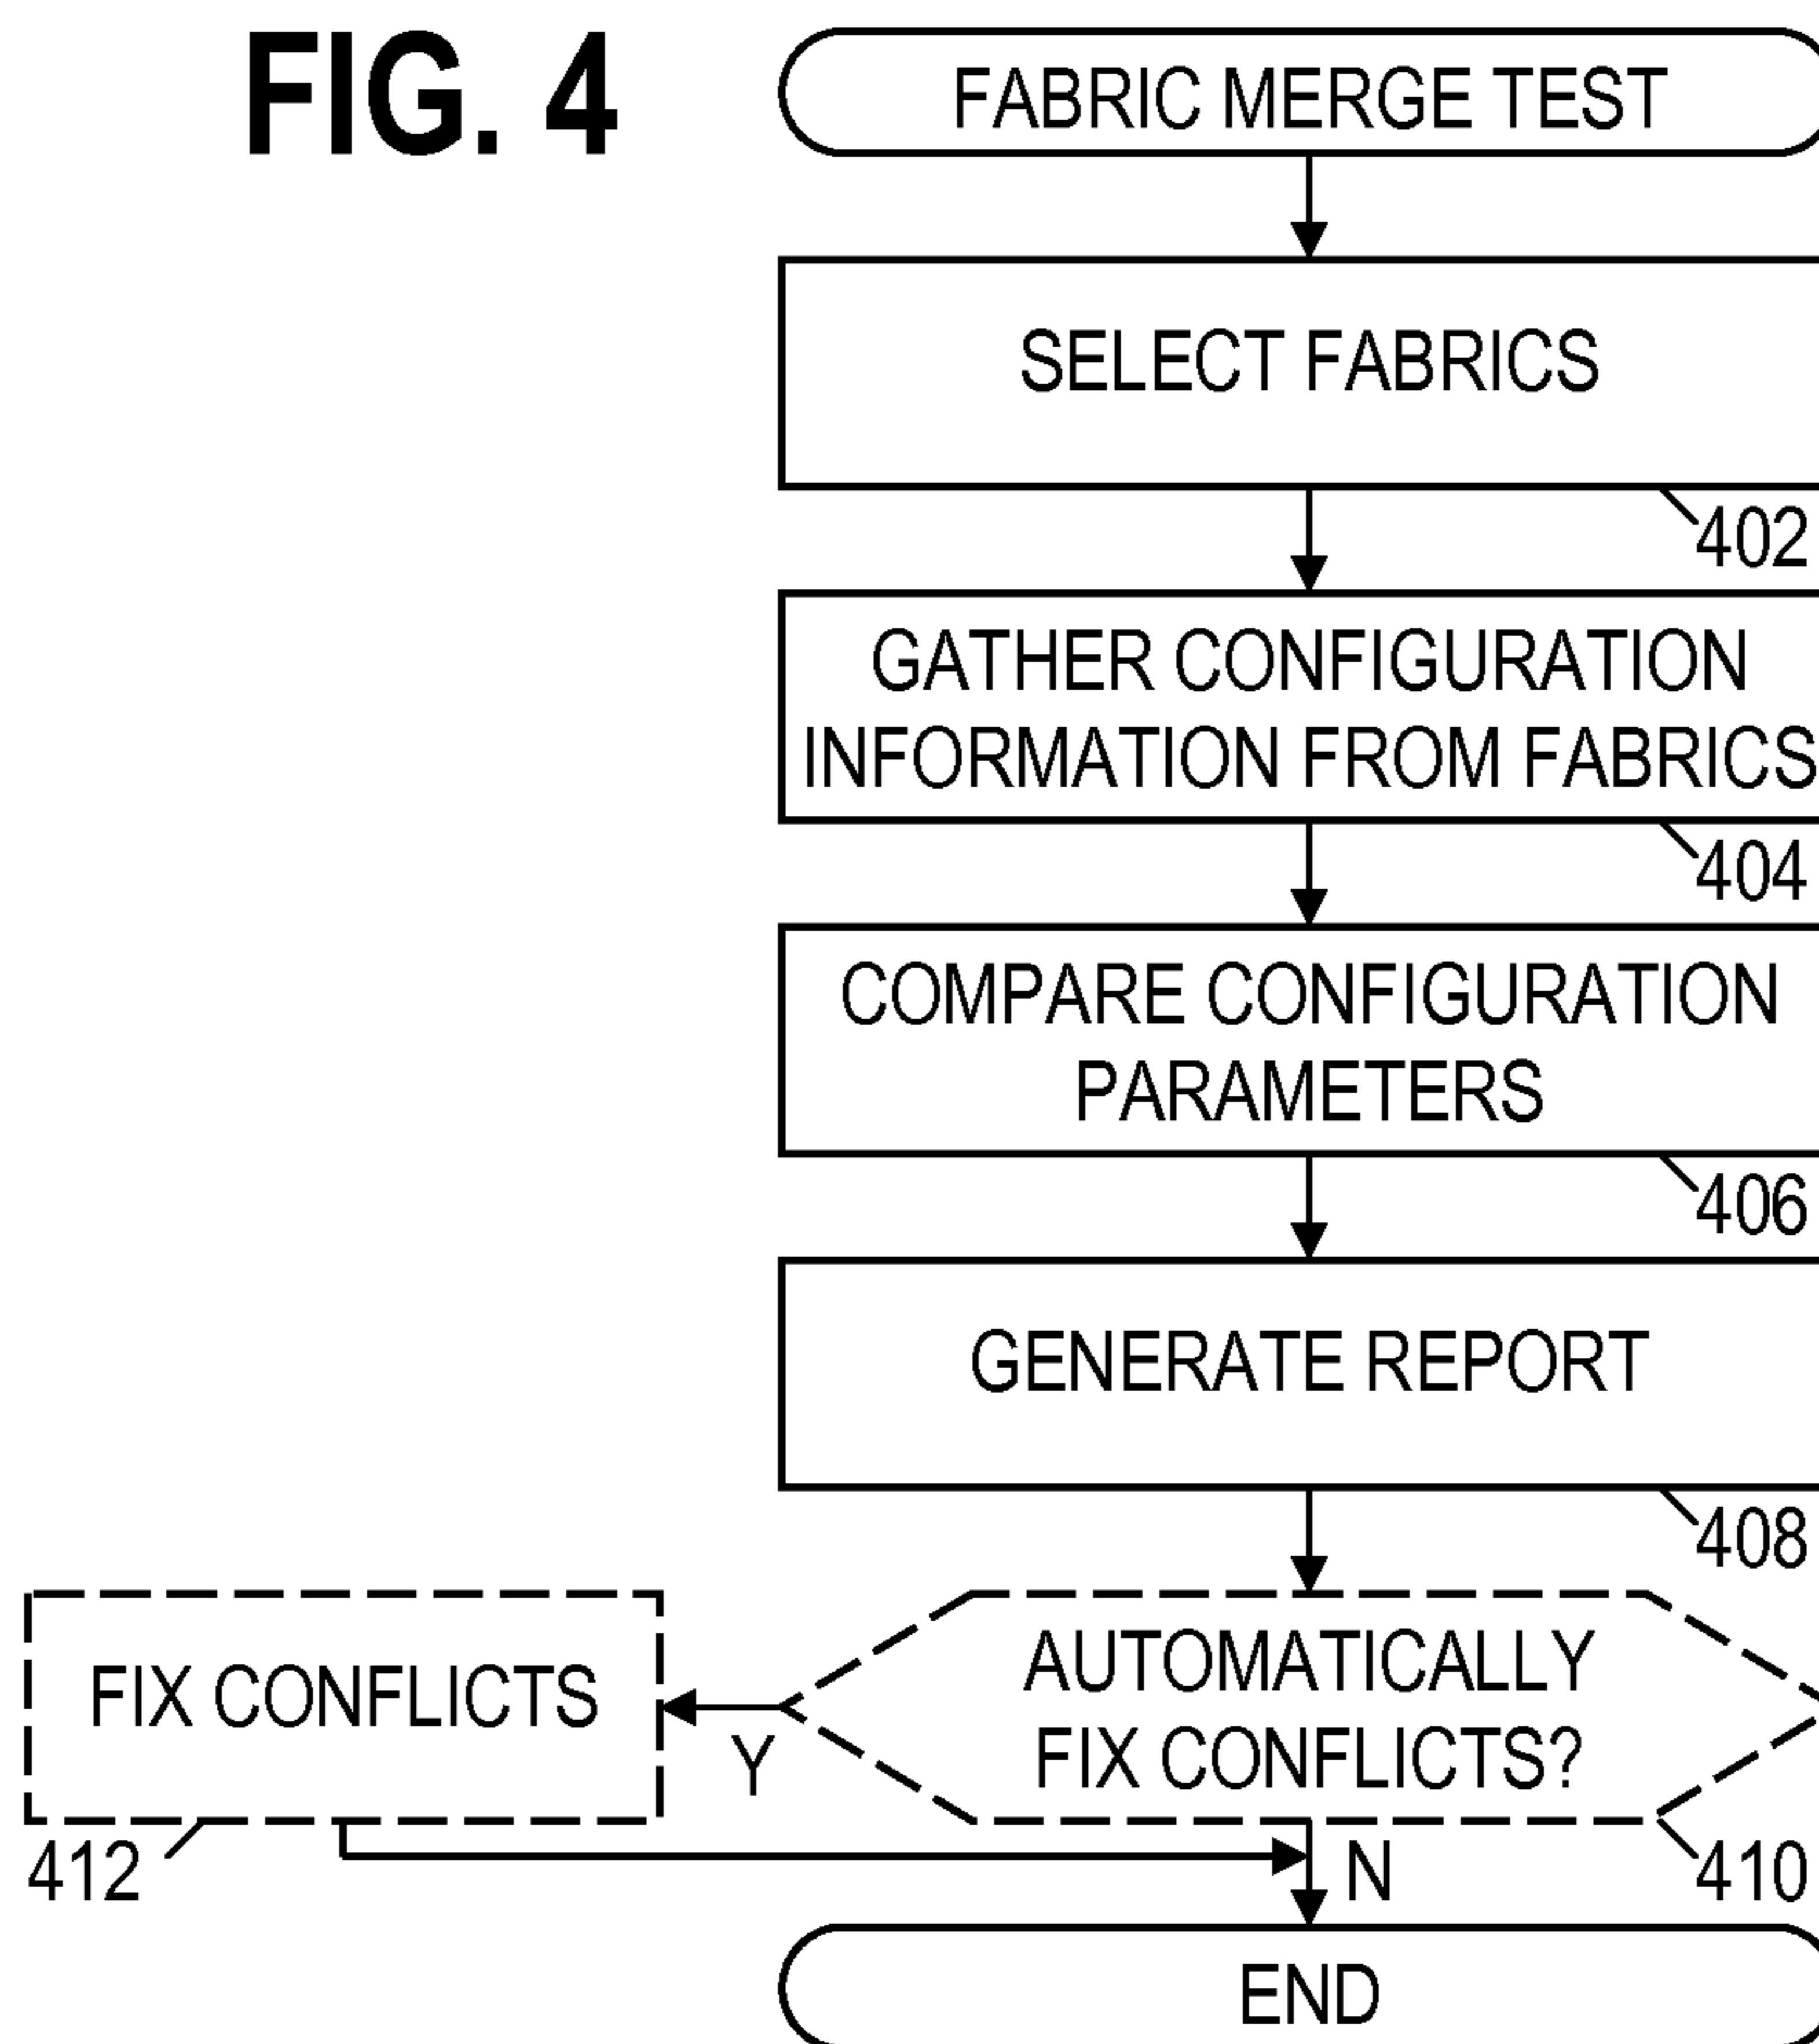 FIG. 4
FABRIC MERGE TEST
SELECT FABRICS
402
GATHER CONFIGURATION
INFORMATION FROM FABRICS
404
COMPARE CONFIGURATION
PARAMETERS
406
GENERATE REPORT
408
AUTOMATICALLY
FIX CONFLICTS?
410
Y
FIX CONFLICTS
412
N
END